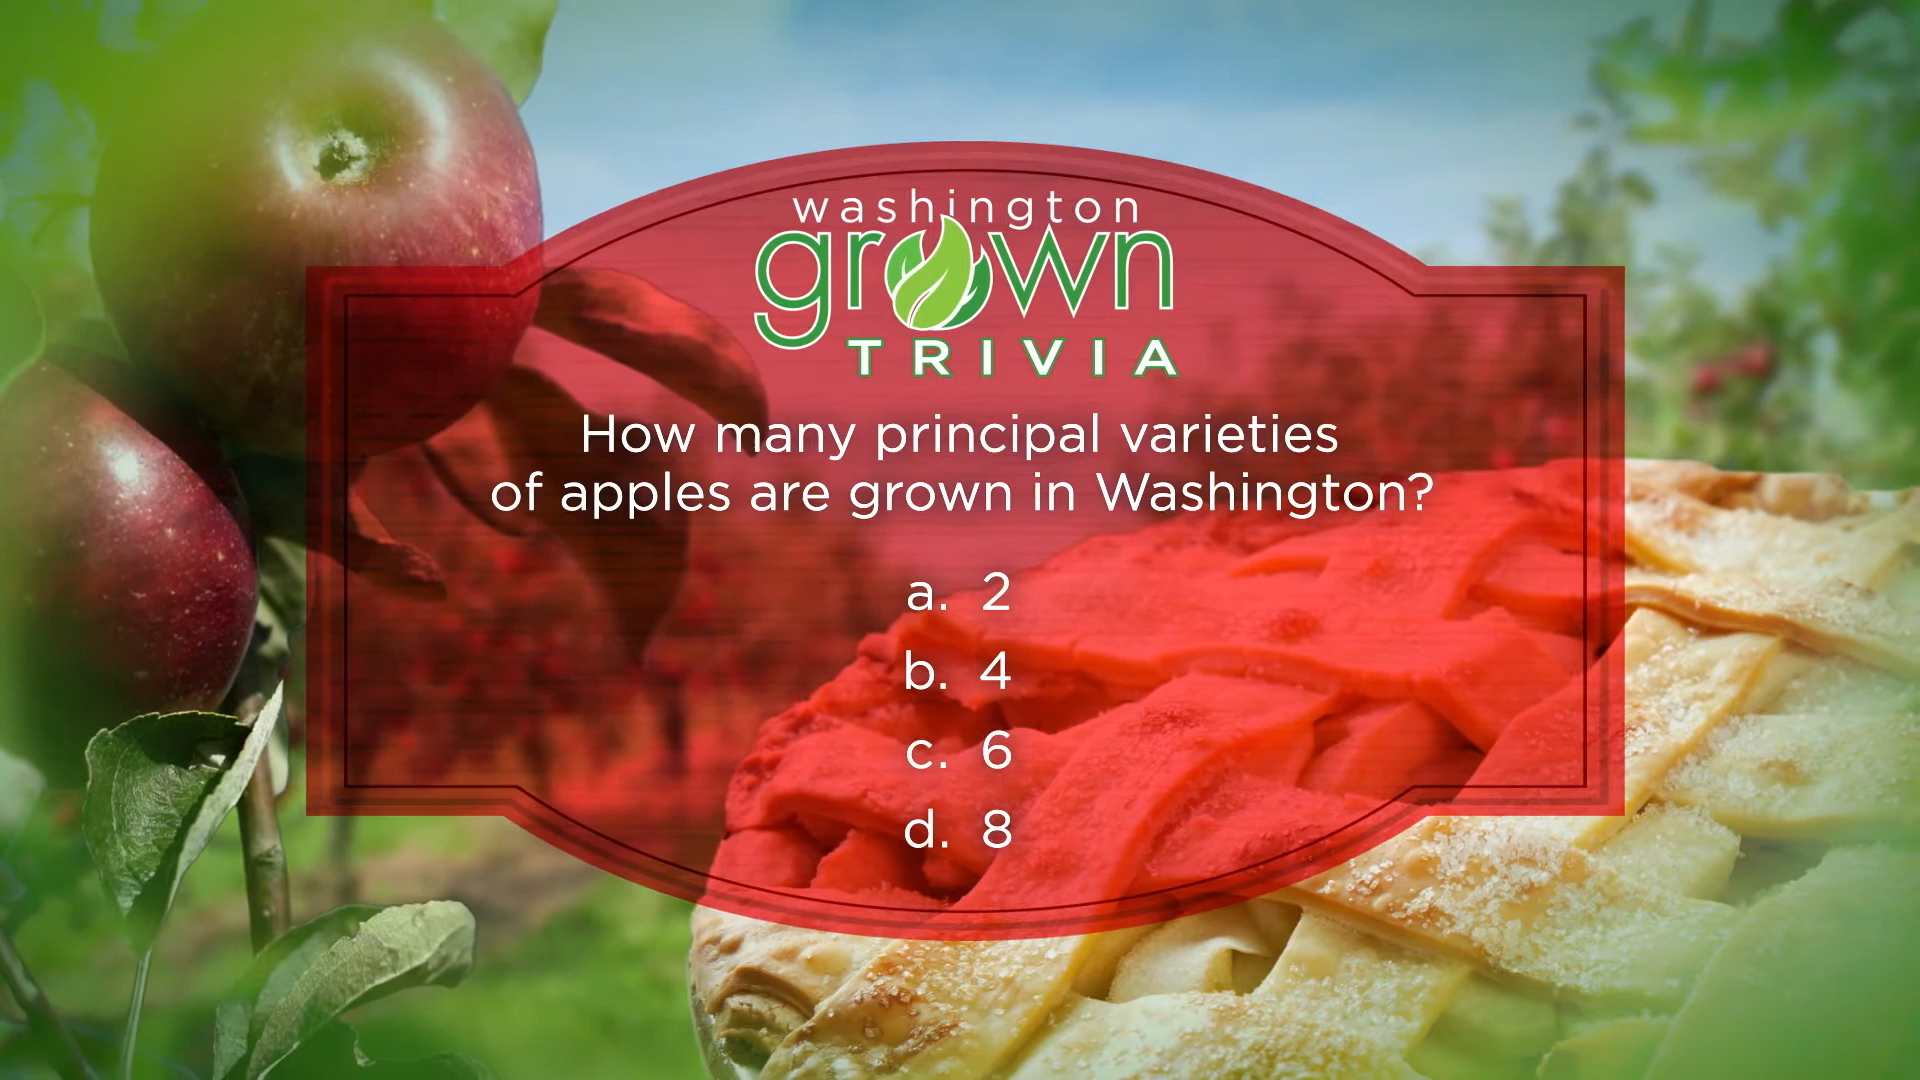 washington
grown
TRIVIA
How many principal varieties
of apples are grown in Washington?
a. 2
b. 4
c. 6
d. 8